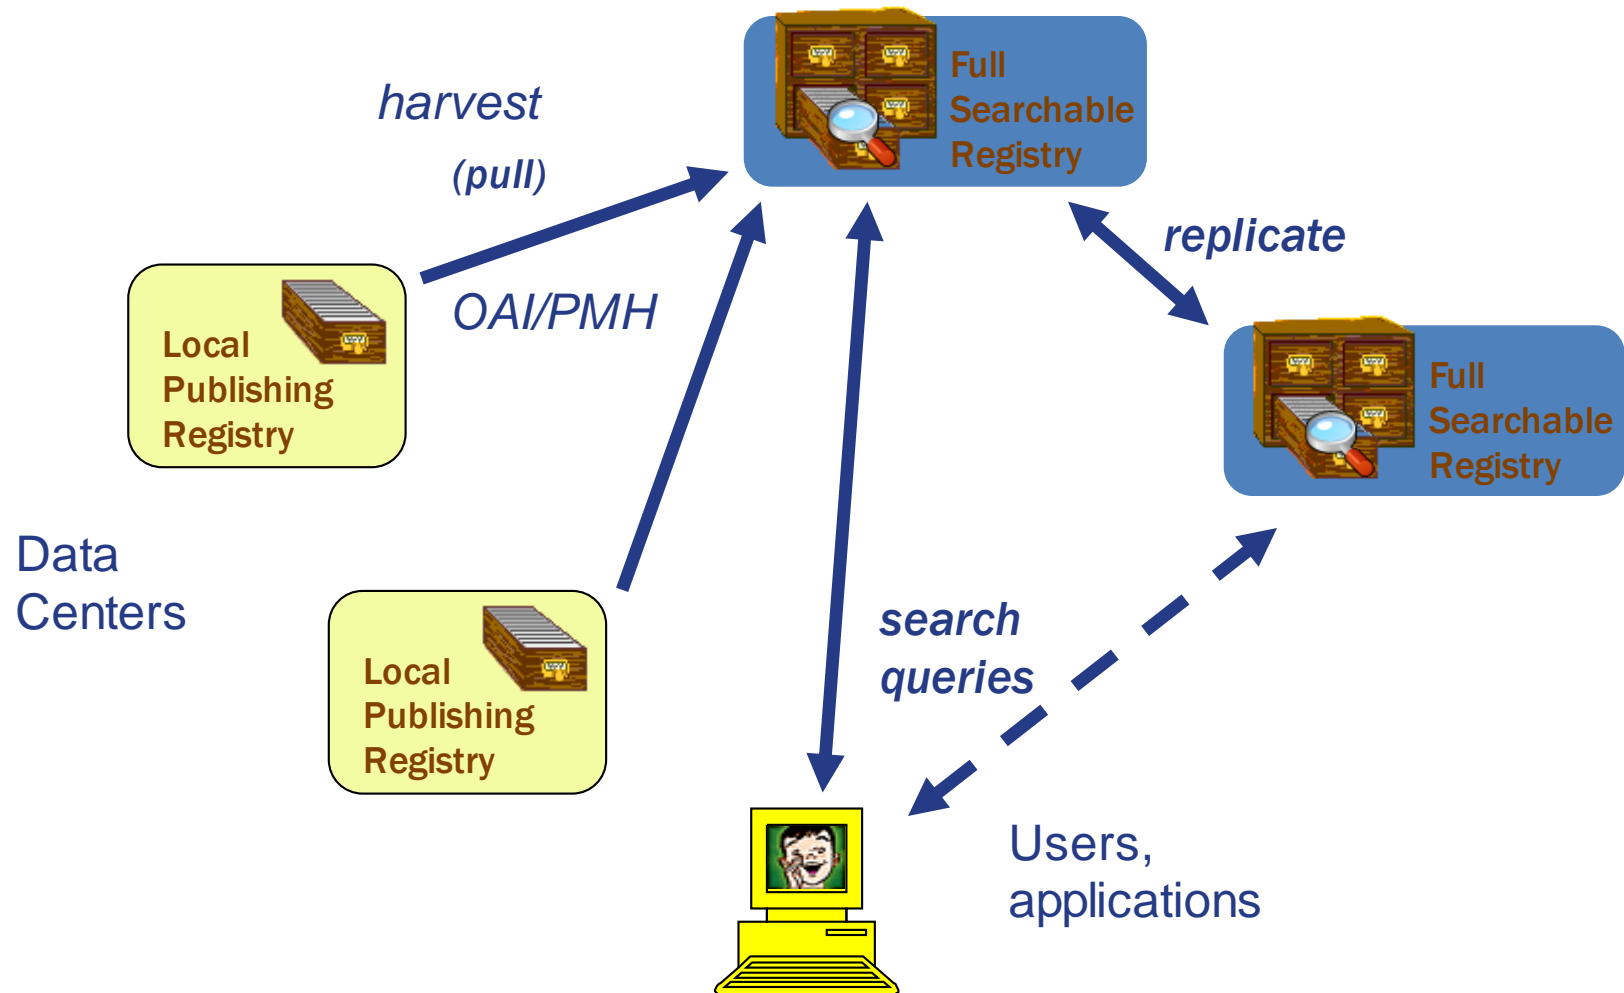 Full
Searchable
Registry
harvest
(pull)
replicate
OAI/PMH
Local
Publishing
Registry
Full
Searchable
Registry
Data
Centers
Local
Publishing
Registry
search
queries
Users,
applications